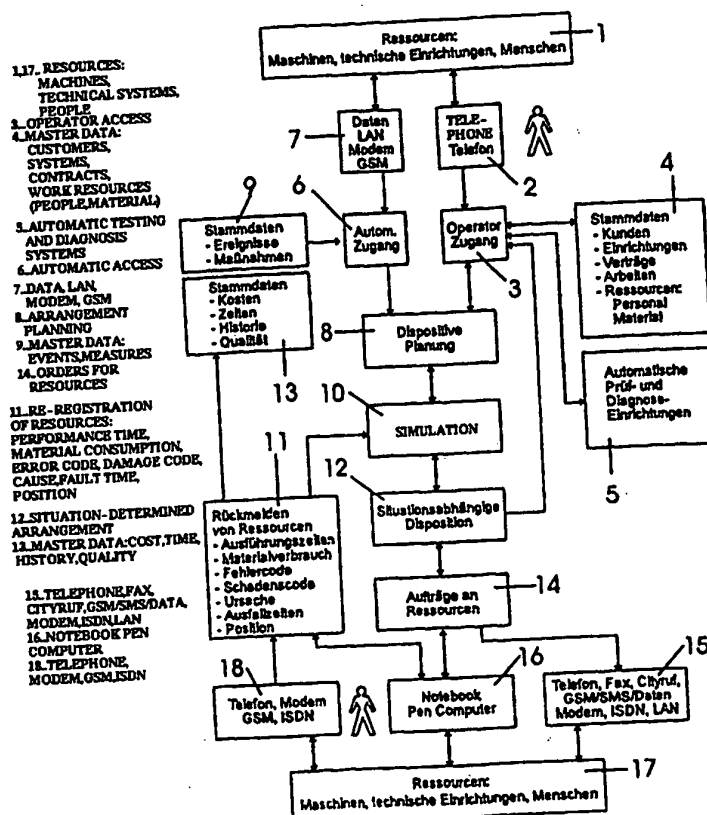 1,17.. RESOURCES:
MACHINES,
TECHNICAL SYSTEMS,
PEOPLE
3..OPERATOR ACCESS
4..MASTER DATA:
CUSTOMERS,
SYSTEMS,
CONTRACTS,
WORK RESOURCES
(PEOPLE,MATERIAL)
5..AUTOMATIC TESTING
AND DIAGNOSIS
SYSTEMS
6..AUTOMATIC ACCESS
7..DATA, LAN,
MODEM, GSM
8..ARRANGEMENT
PLANNING
9..MASTER DATA:
EVENTS,MEASURES
14..ORDERS FOR
RESOURCES
11..RE-REGISTRATION
OF RESOURCES:
PERFORMANCE TIME,
MATERIAL CONSUMPTION,
ERROR CODE, DAMAGE CODE,
CAUSE,FAULT TIME,
POSITION
12..SITUATION-DETERMINED
ARRANGEMENT
13..MASTER DATA:COST,TIME,
HISTORY,QUALITY
15..TELEPHONE,FAX,
CITYRUF,GSM/SMS/DATA,
MODEM,ISDN,LAN
16..NOTEBOOK PEN
COMPUTER
18..TELEPHONE,
MODEM,GSM,ISDN
Ressourcen:
Maschinen, technische Einrichtungen, Menschen
1
7
Daten
LAN
Modem
GSM
TELE-
PHONE
Telefon
2
9
Stammdaten
- Ereignisse
- Maßnahmen
6
Autom.
Zugang
Operator
Zugang
3
4
Stammdaten
- Kunden
- Einrichtungen
- Verträge
- Arbeiten
- Ressourcen:
Personal
Material
Stammdaten
- Kosten
- Zeiten
- Historie
- Qualität
13
8
Dispositive
Planung
Automatische
Prüf- und
Diagnose-
Einrichtungen
5
10
SIMULATION
11
Rückmelden
von Ressourcen
- Ausführungszeiten
- Materialverbrauch
- Fehlercode
- Schadenscode
- Ursache
- Ausfallzeiten
- Position
12
Situationsabhängige
Disposition
Aufträge an
Ressourcen
14
18
Telefon, Modem
GSM, ISDN
16
Notebook
Pen Computer
15
Telefon, Fax, Cityruf,
GSM/SMS/Daten
Modem, ISDN, LAN
Ressourcen:
Maschinen, technische Einrichtungen, Menschen
17